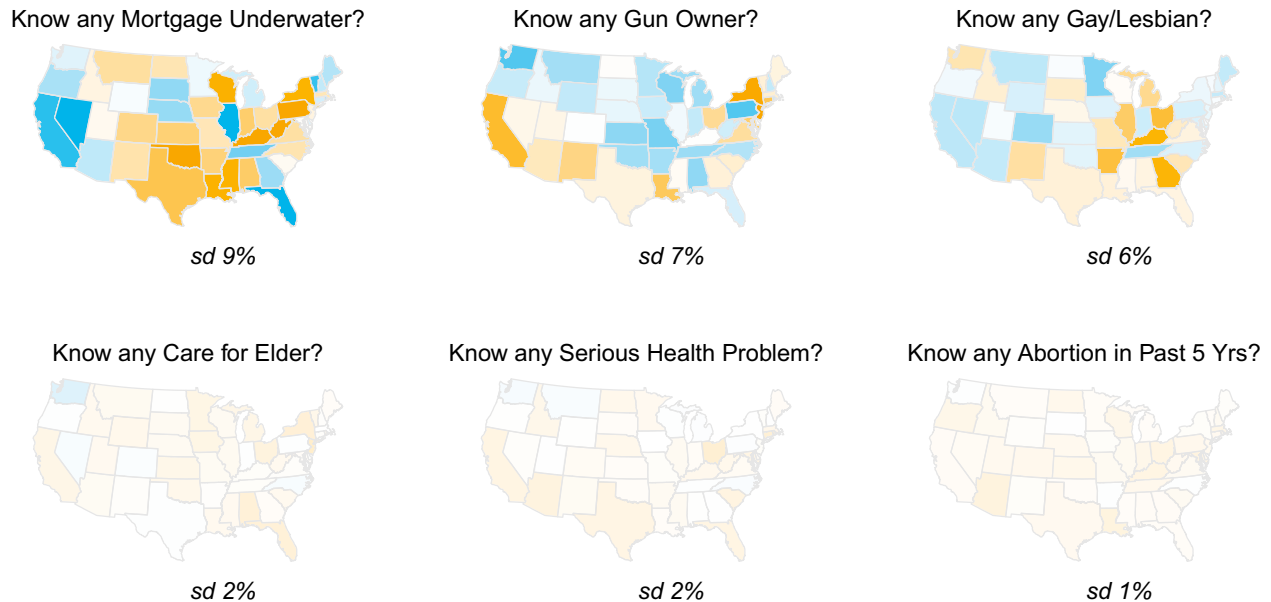 Know any Mortgage Underwater?
Know any Gun Owner?
Know any Gay/Lesbian?
sd 9%
sd 7%
sd 6%
Know any Care for Elder?
Know any Serious Health Problem?
Know any Abortion in Past 5 Yrs?
sd 2%
sd 2%
sd 1%